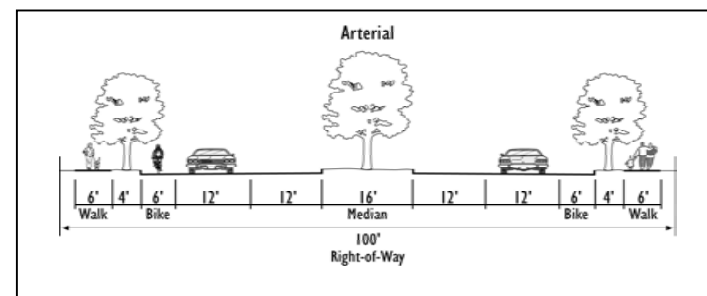 Arterial
6' 4' 6' 12' 12' 16' 12' 12' 6' 4' 6'
Walk Bike Median Bike Walk
100'
Right-of-Way